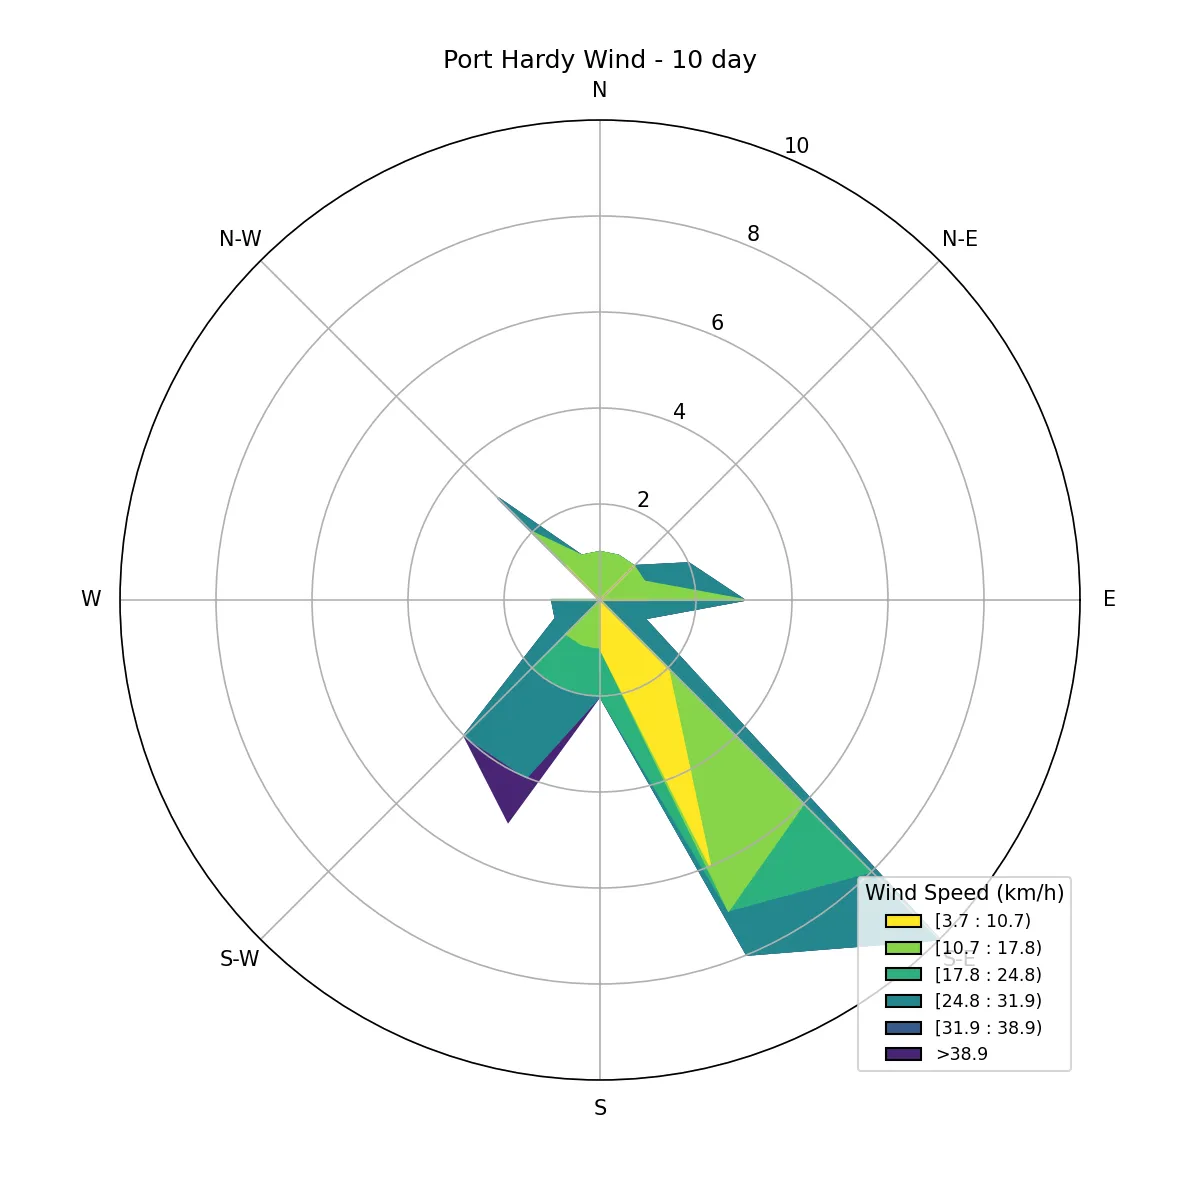 Port Hardy Wind - 10 day
N
10
N-W
8
N-E
6
4
2
W
E
Wind Speed (km/h)
[3.7 : 10.7)
[10.7 : 17.8)
[17.8 : 24.8)
[24.8 : 31.9)
[31.9 : 38.9)
>38.9
S-W
S-E
S